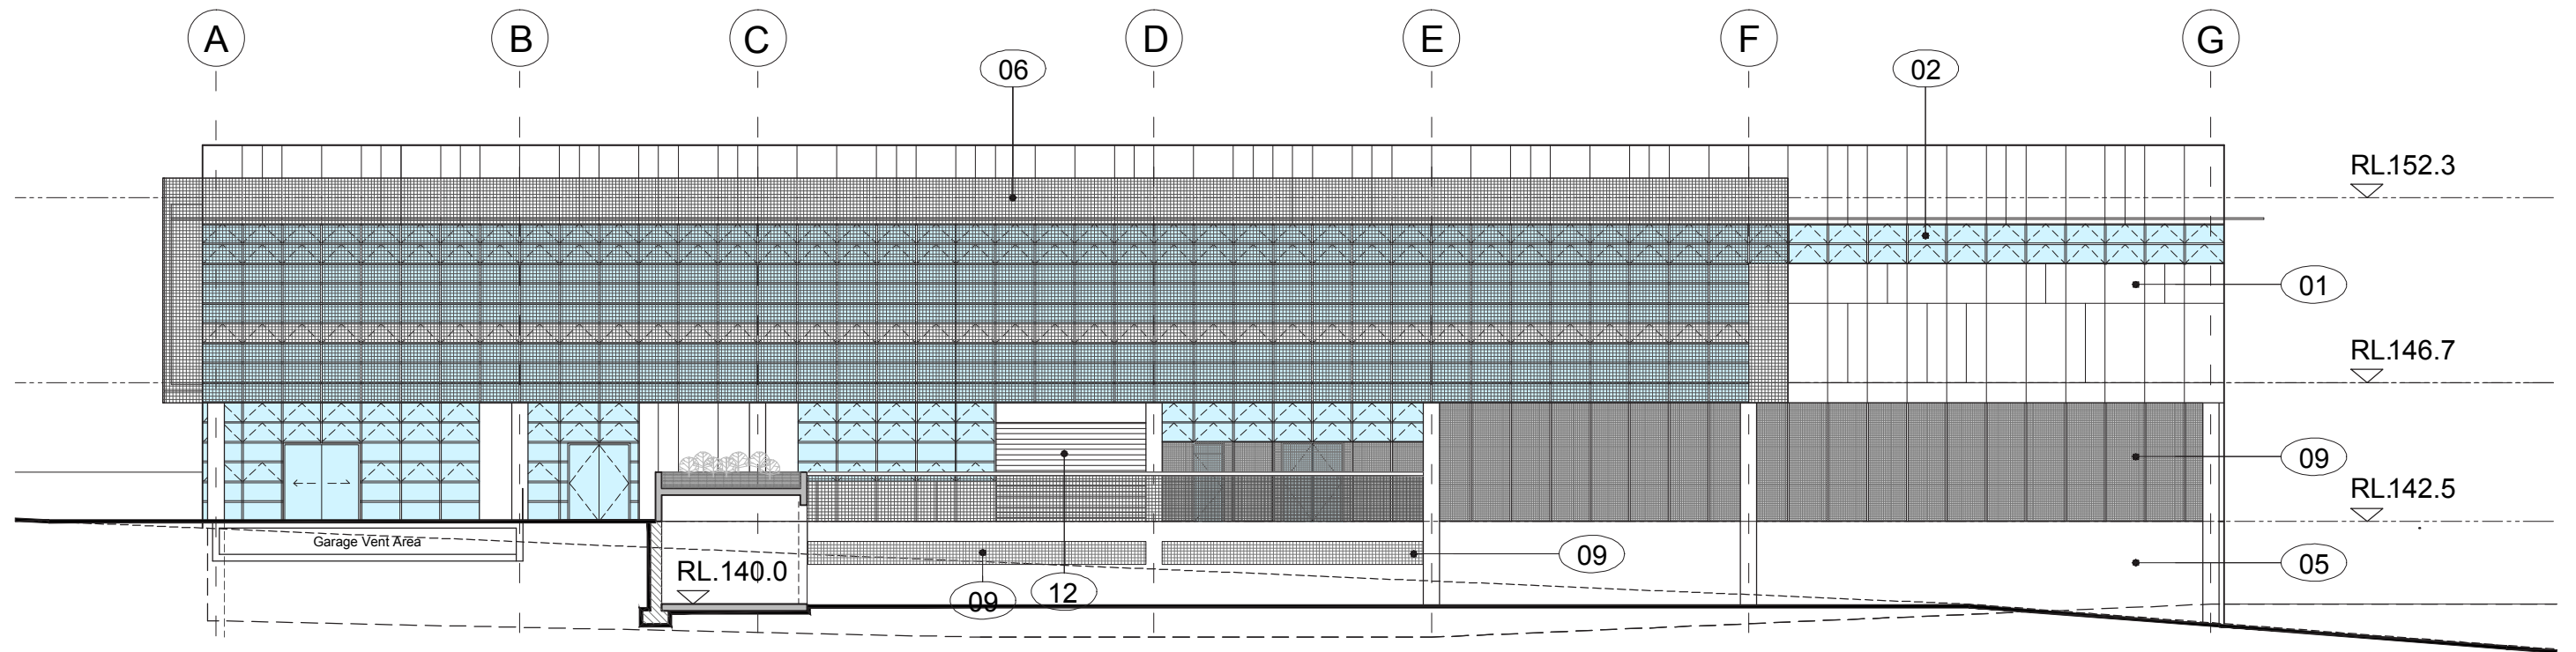 A B C D E F G
06 02
RL.152.3
01
RL.146.7
09
RL.142.5
Garage Vent Area
09
05
RL.140.0
09 12